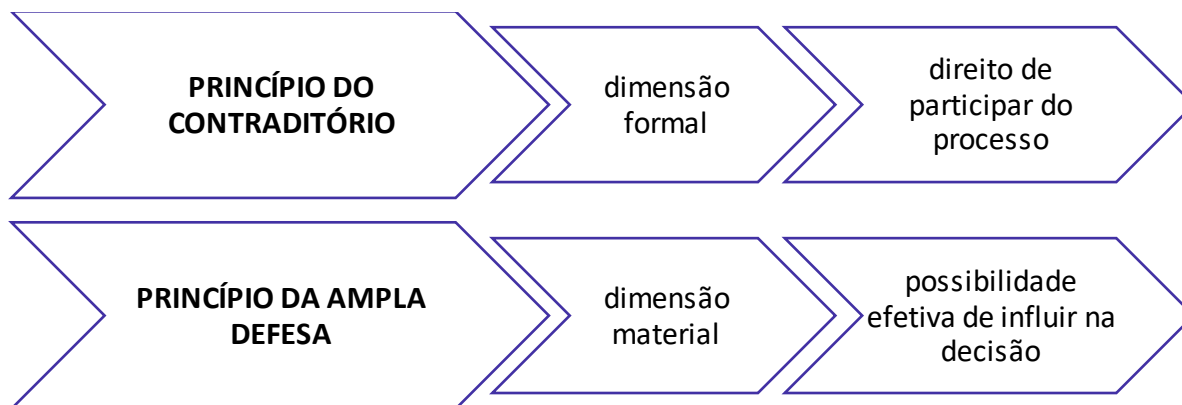 PRINCÍPIO DO
CONTRADITÓRIO
dimensão
formal
direito de
participar do
processo
PRINCÍPIO DA AMPLA
DEFESA
dimensão
material
possibilidade
efetiva de influir na
decisão